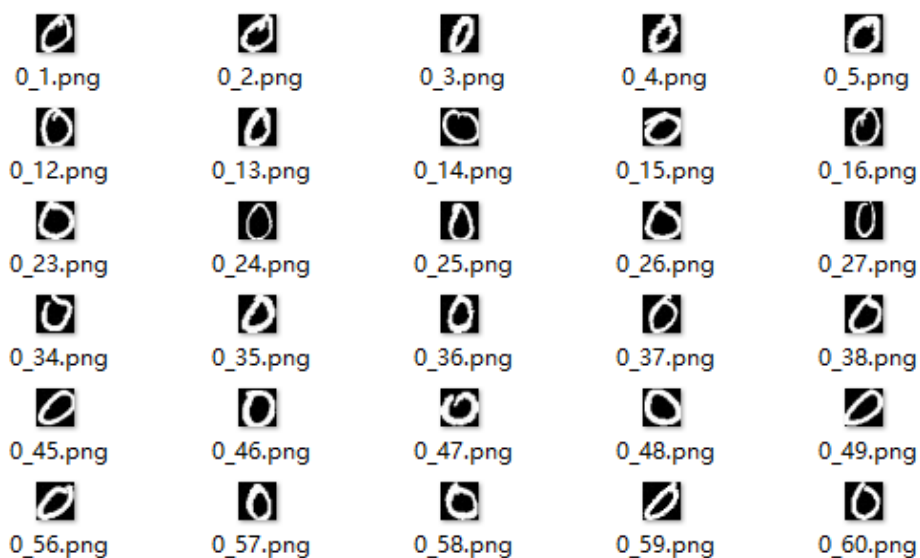 0_1.png 0_2.png 0_3.png 0_4.png 0_5.png
0_12.png 0_13.png 0_14.png 0_15.png 0_16.png
0_23.png 0_24.png 0_25.png 0_26.png 0_27.png
0_34.png 0_35.png 0_36.png 0_37.png 0_38.png
0_45.png 0_46.png 0_47.png 0_48.png 0_49.png
0_56.png 0_57.png 0_58.png 0_59.png 0_60.png